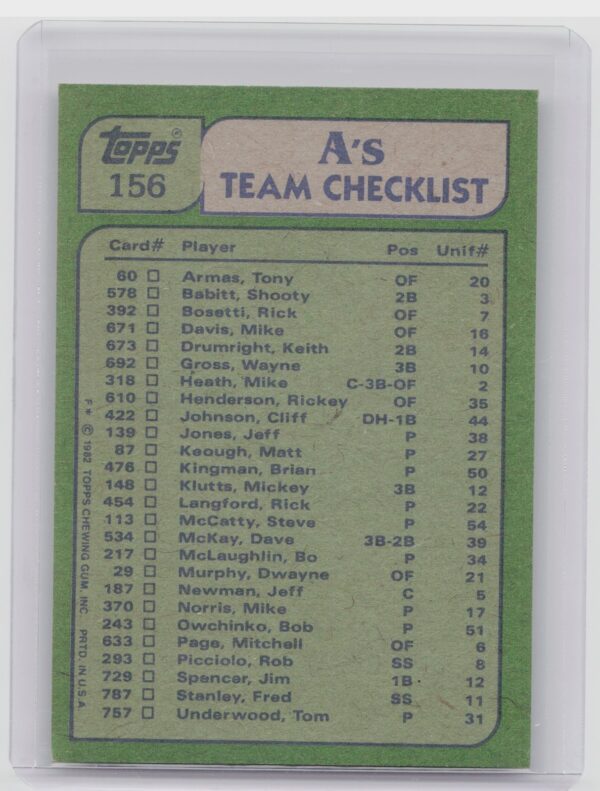 Topps®
156
A's
TEAM CHECKLIST
Card# Player Pos Unif#
60 Armas, Tony OF 20
578 Babitt, Shooty 2B 3
392 Bosetti, Rick OF 7
671 Davis, Mike OF 16
673 Drumright, Keith 2B 14
692 Gross, Wayne 3B 10
318 Heath, Mike C-3B-OF 2
610 Henderson, Rickey OF 35
422 Johnson, Cliff DH-1B 44
139 Jones, Jeff P 38
87 Keough, Matt P 27
476 Kingman, Brian P 50
148 Klutts, Mickey 3B 12
454 Langford, Rick P 22
113 McCatty, Steve P 54
534 McKay, Dave 3B-2B 39
217 McLaughlin, Bo P 34
29 Murphy, Dwayne OF 21
187 Newman, Jeff C 5
370 Norris, Mike P 17
243 Owchinko, Bob P 51
633 Page, Mitchell OF 6
293 Picciolo, Rob SS 8
729 Spencer, Jim 1B 12
787 Stanley, Fred SS 11
757 Underwood, Tom P 31
F * © 1982 TOPPS CHEWING GUM, INC. PRTD. IN U.S.A.